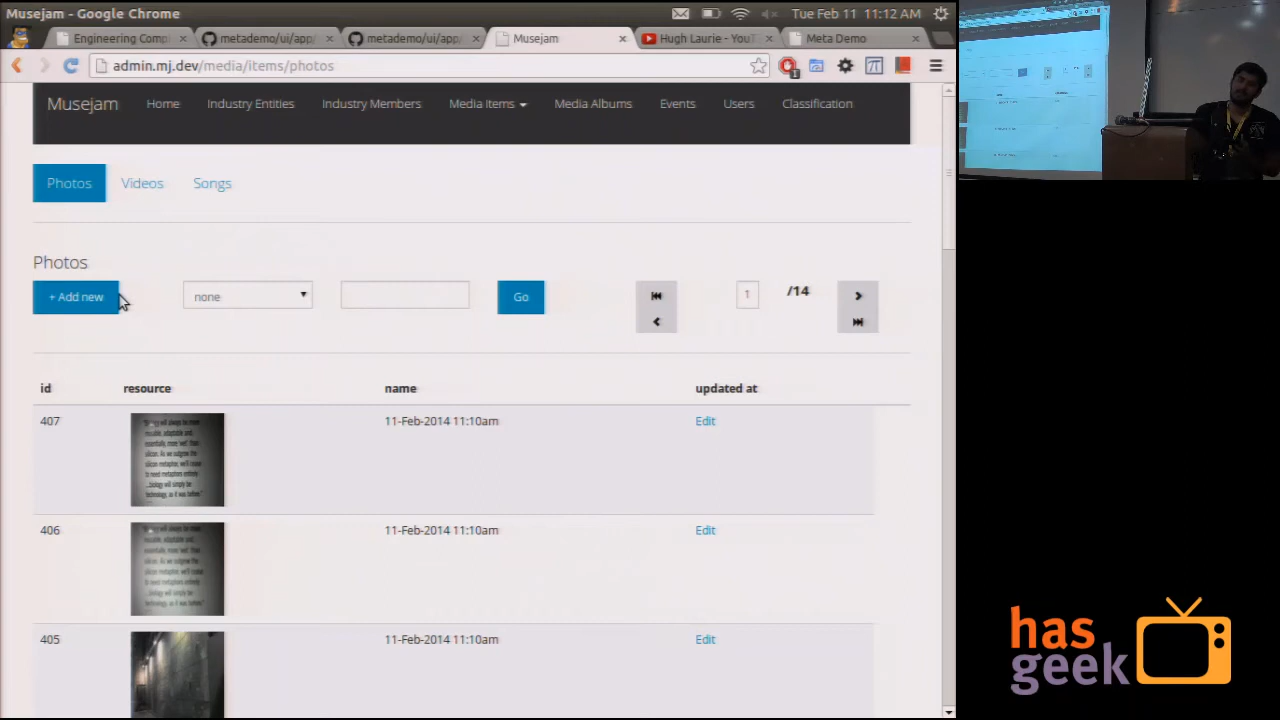 Musejam - Google Chrome
Tue Feb 11 11:12 AM
Engineering Comp
metademo/ui/app/
metademo/ui/app/
Musejam
Hugh Laurie - YouT
Meta Demo
admin.mj.dev/media/items/photos
1
Musejam
Home
Industry Entities
Industry Members
Media Items
Media Albums
Events
Users
Classification
Photos
Videos
Songs
Photos
+ Add new
none
Go
1
/14
id
resource
name
updated at
407
11-Feb-2014 11:10am
Edit
406
11-Feb-2014 11:10am
Edit
405
11-Feb-2014 11:10am
Edit
has
geek